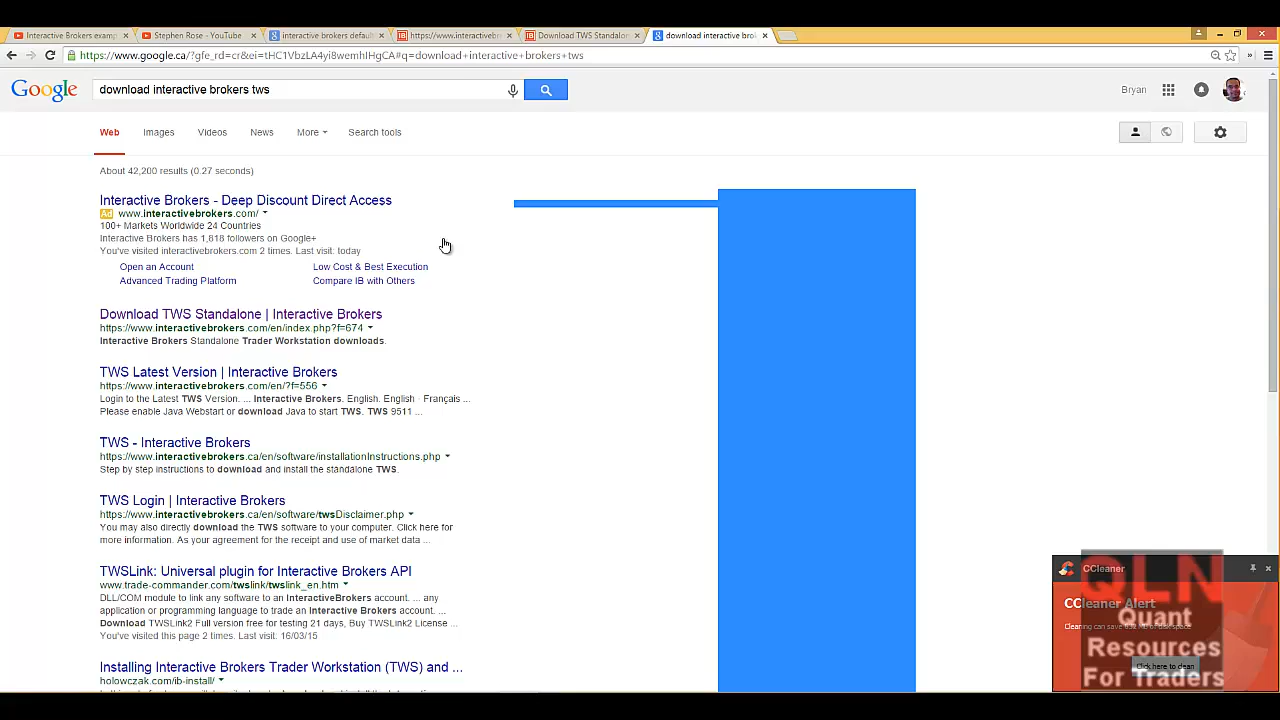 Interactive Brokers examp
Stephen Rose - YouTube
interactive brokers default
https://www.interactivebr
Download TWS Standalon
download interactive brok
https://www.google.ca/?gfe_rd=cr&ei=tHC1VbzLA4yi8wemhIHgCA#q=download+interactive+brokers+tws
Google
download interactive brokers tws
Bryan
Web
Images
Videos
News
More
Search tools
About 42,200 results (0.27 seconds)
Interactive Brokers - Deep Discount Direct Access
Ad www.interactivebrokers.com/
100+ Markets Worldwide 24 Countries
Interactive Brokers has 1,618 followers on Google+
You've visited interactivebrokers.com 2 times. Last visit: today
Open an Account
Low Cost & Best Execution
Advanced Trading Platform
Compare IB with Others
Download TWS Standalone | Interactive Brokers
https://www.interactivebrokers.com/en/index.php?f=674
Interactive Brokers Standalone Trader Workstation downloads.
TWS Latest Version | Interactive Brokers
https://www.interactivebrokers.com/en/?f=556
Login to the Latest TWS Version. ... Interactive Brokers. English. English · Français ...
Please enable Java Webstart or download Java to start TWS. TWS 9511 ...
TWS - Interactive Brokers
https://www.interactivebrokers.ca/en/software/installationInstructions.php
Step by step instructions to download and install the standalone TWS.
TWS Login | Interactive Brokers
https://www.interactivebrokers.ca/en/software/twsDisclaimer.php
You may also directly download the TWS software to your computer. Click here for
more information. As your agreement for the receipt and use of market data ...
TWSLink: Universal plugin for Interactive Brokers API
www.trade-commander.com/twslink/twslink_en.htm
DLL/COM module to link any software to an InteractiveBroker account. ... any
application or programming language to trade an Interactive Brokers account. ...
Download TWSLink2 Full version free for testing 21 days, Buy TWSLink2 License ...
You've visited this page 2 times. Last visit: 16/03/15
Installing Interactive Brokers Trader Workstation (TWS) and ...
holowczak.com/ib-install/
CCleaner
CCleaner Alert
Cleaning can save
disk space
Click here to clean
QLN
Quant
Resources
For Traders